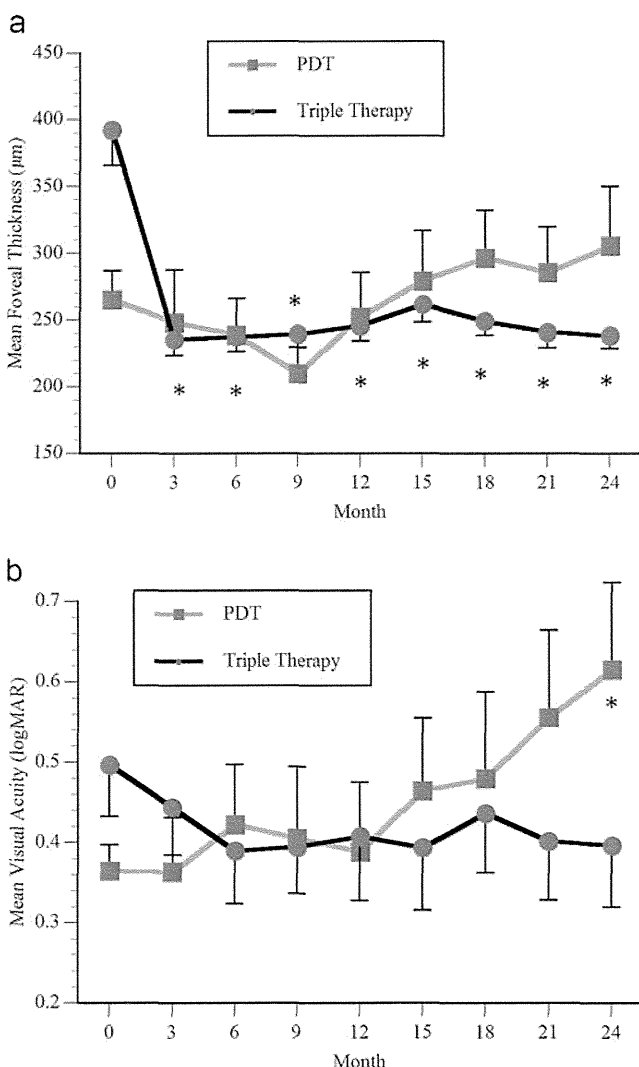 a
PDT
Triple Therapy
Mean Foveal Thickness (µm)
450
400
350
300
250
200
150
*
* * * * * * *
0 3 6 9 12 15 18 21 24
Month
b
PDT
Triple Therapy
Mean Visual Acuity (logMAR)
0.7
0.6
0.5
0.4
0.3
0.2
*
0 3 6 9 12 15 18 21 24
Month